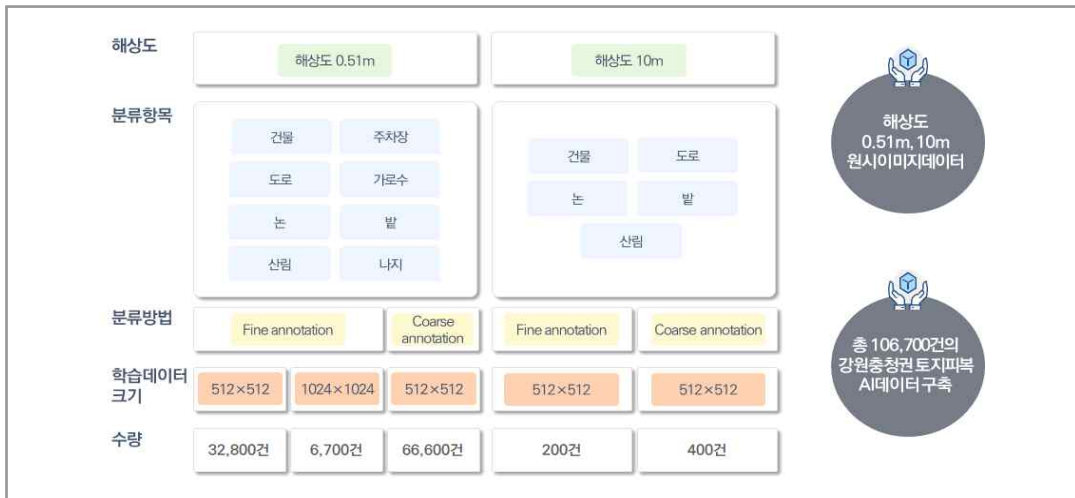 해상도
해상도 0.51m
해상도 10m
분류항목
건물
주차장
도로
가로수
논
밭
산림
나지
건물
도로
논
밭
산림
분류방법
Fine annotation
Coarse
annotation
Fine annotation
Coarse annotation
학습데이터
크기
512×512
1024×1024
512×512
512×512
512×512
수량
32,800건
6,700건
66,600건
200건
400건
해상도
0.51m, 10m
원시이미지데이터
총 106,700건의
강원충청권 토지피복
AI데이터 구축